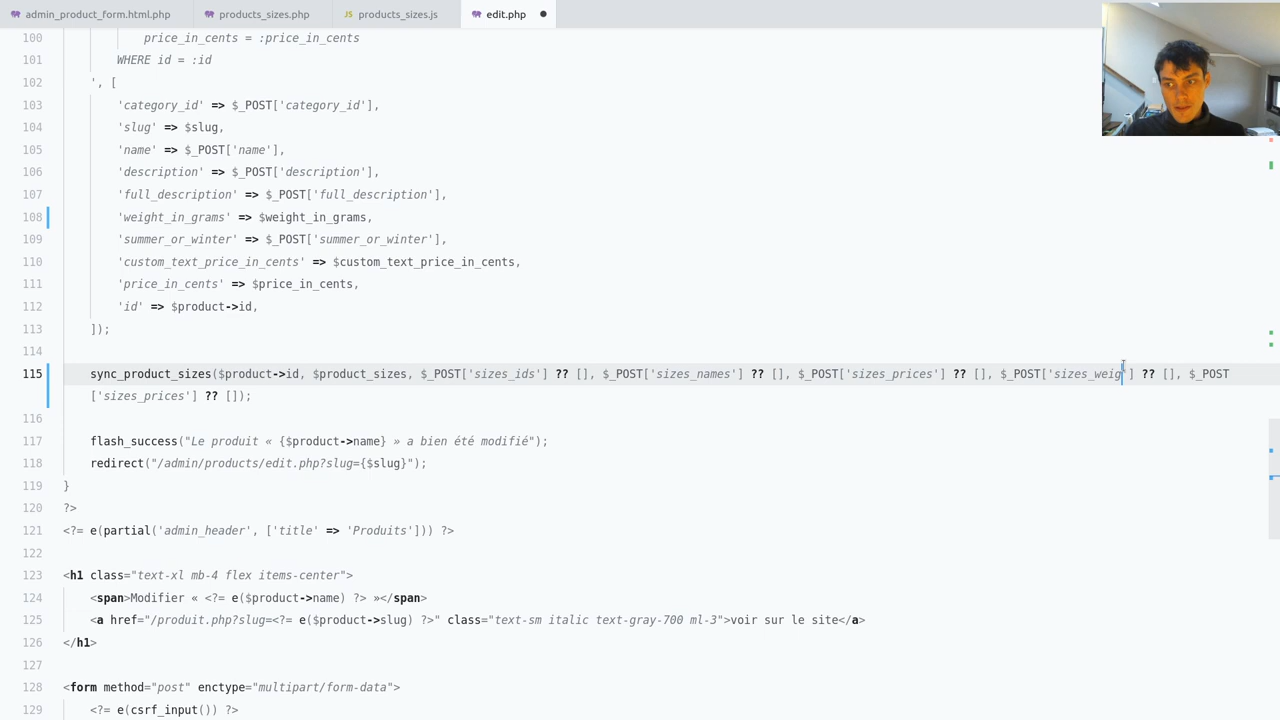 admin_product_form.html.php products_sizes.php JS products_sizes.js edit.php
100 price_in_cents = :price_in_cents
101 WHERE id = :id
102 ', [
103 'category_id' => $_POST['category_id'],
104 'slug' => $slug,
105 'name' => $_POST['name'],
106 'description' => $_POST['description'],
107 'full_description' => $_POST['full_description'],
108 'weight_in_grams' => $weight_in_grams,
109 'summer_or_winter' => $_POST['summer_or_winter'],
110 'custom_text_price_in_cents' => $custom_text_price_in_cents,
111 'price_in_cents' => $price_in_cents,
112 'id' => $product->id,
113 ]);
114
115 sync_product_sizes($product->id, $product_sizes, $_POST['sizes_ids'] ?? [], $_POST['sizes_names'] ?? [], $_POST['sizes_prices'] ?? [], $_POST['sizes_weig'] ?? [], $_POST
['sizes_prices'] ?? []);
116
117 flash_success("Le produit « {$product->name} » a bien été modifié");
118 redirect("/admin/products/edit.php?slug={$slug}");
119 }
120 ?>
121 <?= e(partial('admin_header', ['title' => 'Produits'])) ?>
122
123 <h1 class="text-xl mb-4 flex items-center">
124 <span>Modifier « <?= e($product->name) ?> »</span>
125 <a href="/produit.php?slug=<?= e($product->slug) ?>" class="text-sm italic text-gray-700 ml-3">voir sur le site</a>
126 </h1>
127
128 <form method="post" enctype="multipart/form-data">
129 <?= e(csrf_input()) ?>